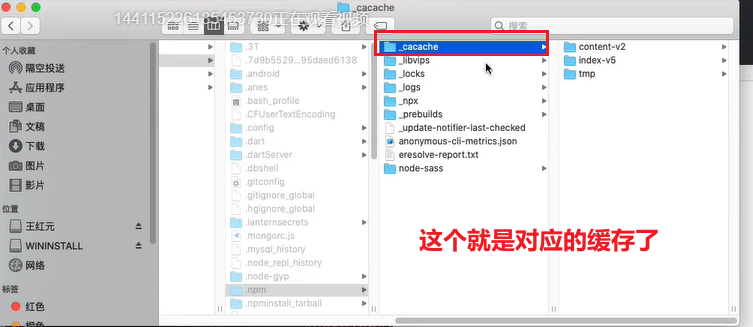 _cacache
144115226185453730正在观看视频
搜索
个人收藏
隔空投送
应用程序
桌面
文稿
下载
图片
影片
位置
王红元
WININSTALL
网络
标签
红色
橙色
.3T
.7d9b5529...95daed6138
.android
.anes
.bash_profile
.CFUserTextEncoding
.config
.dart
.dartServer
.dbshell
.gitconfig
.gitignore_global
.hgignore_global
.lanternsecrets
.mongorc.js
.mysql_history
.node_repl_history
.node-gyp
.npm
.npminstall_tarball
_cacache
_libvips
_locks
_logs
_npx
_prebuilds
_update-notifier-last-checked
anonymous-cli-metrics.json
eresolve-report.txt
node-sass
content-v2
index-v5
tmp
这个就是对应的缓存了